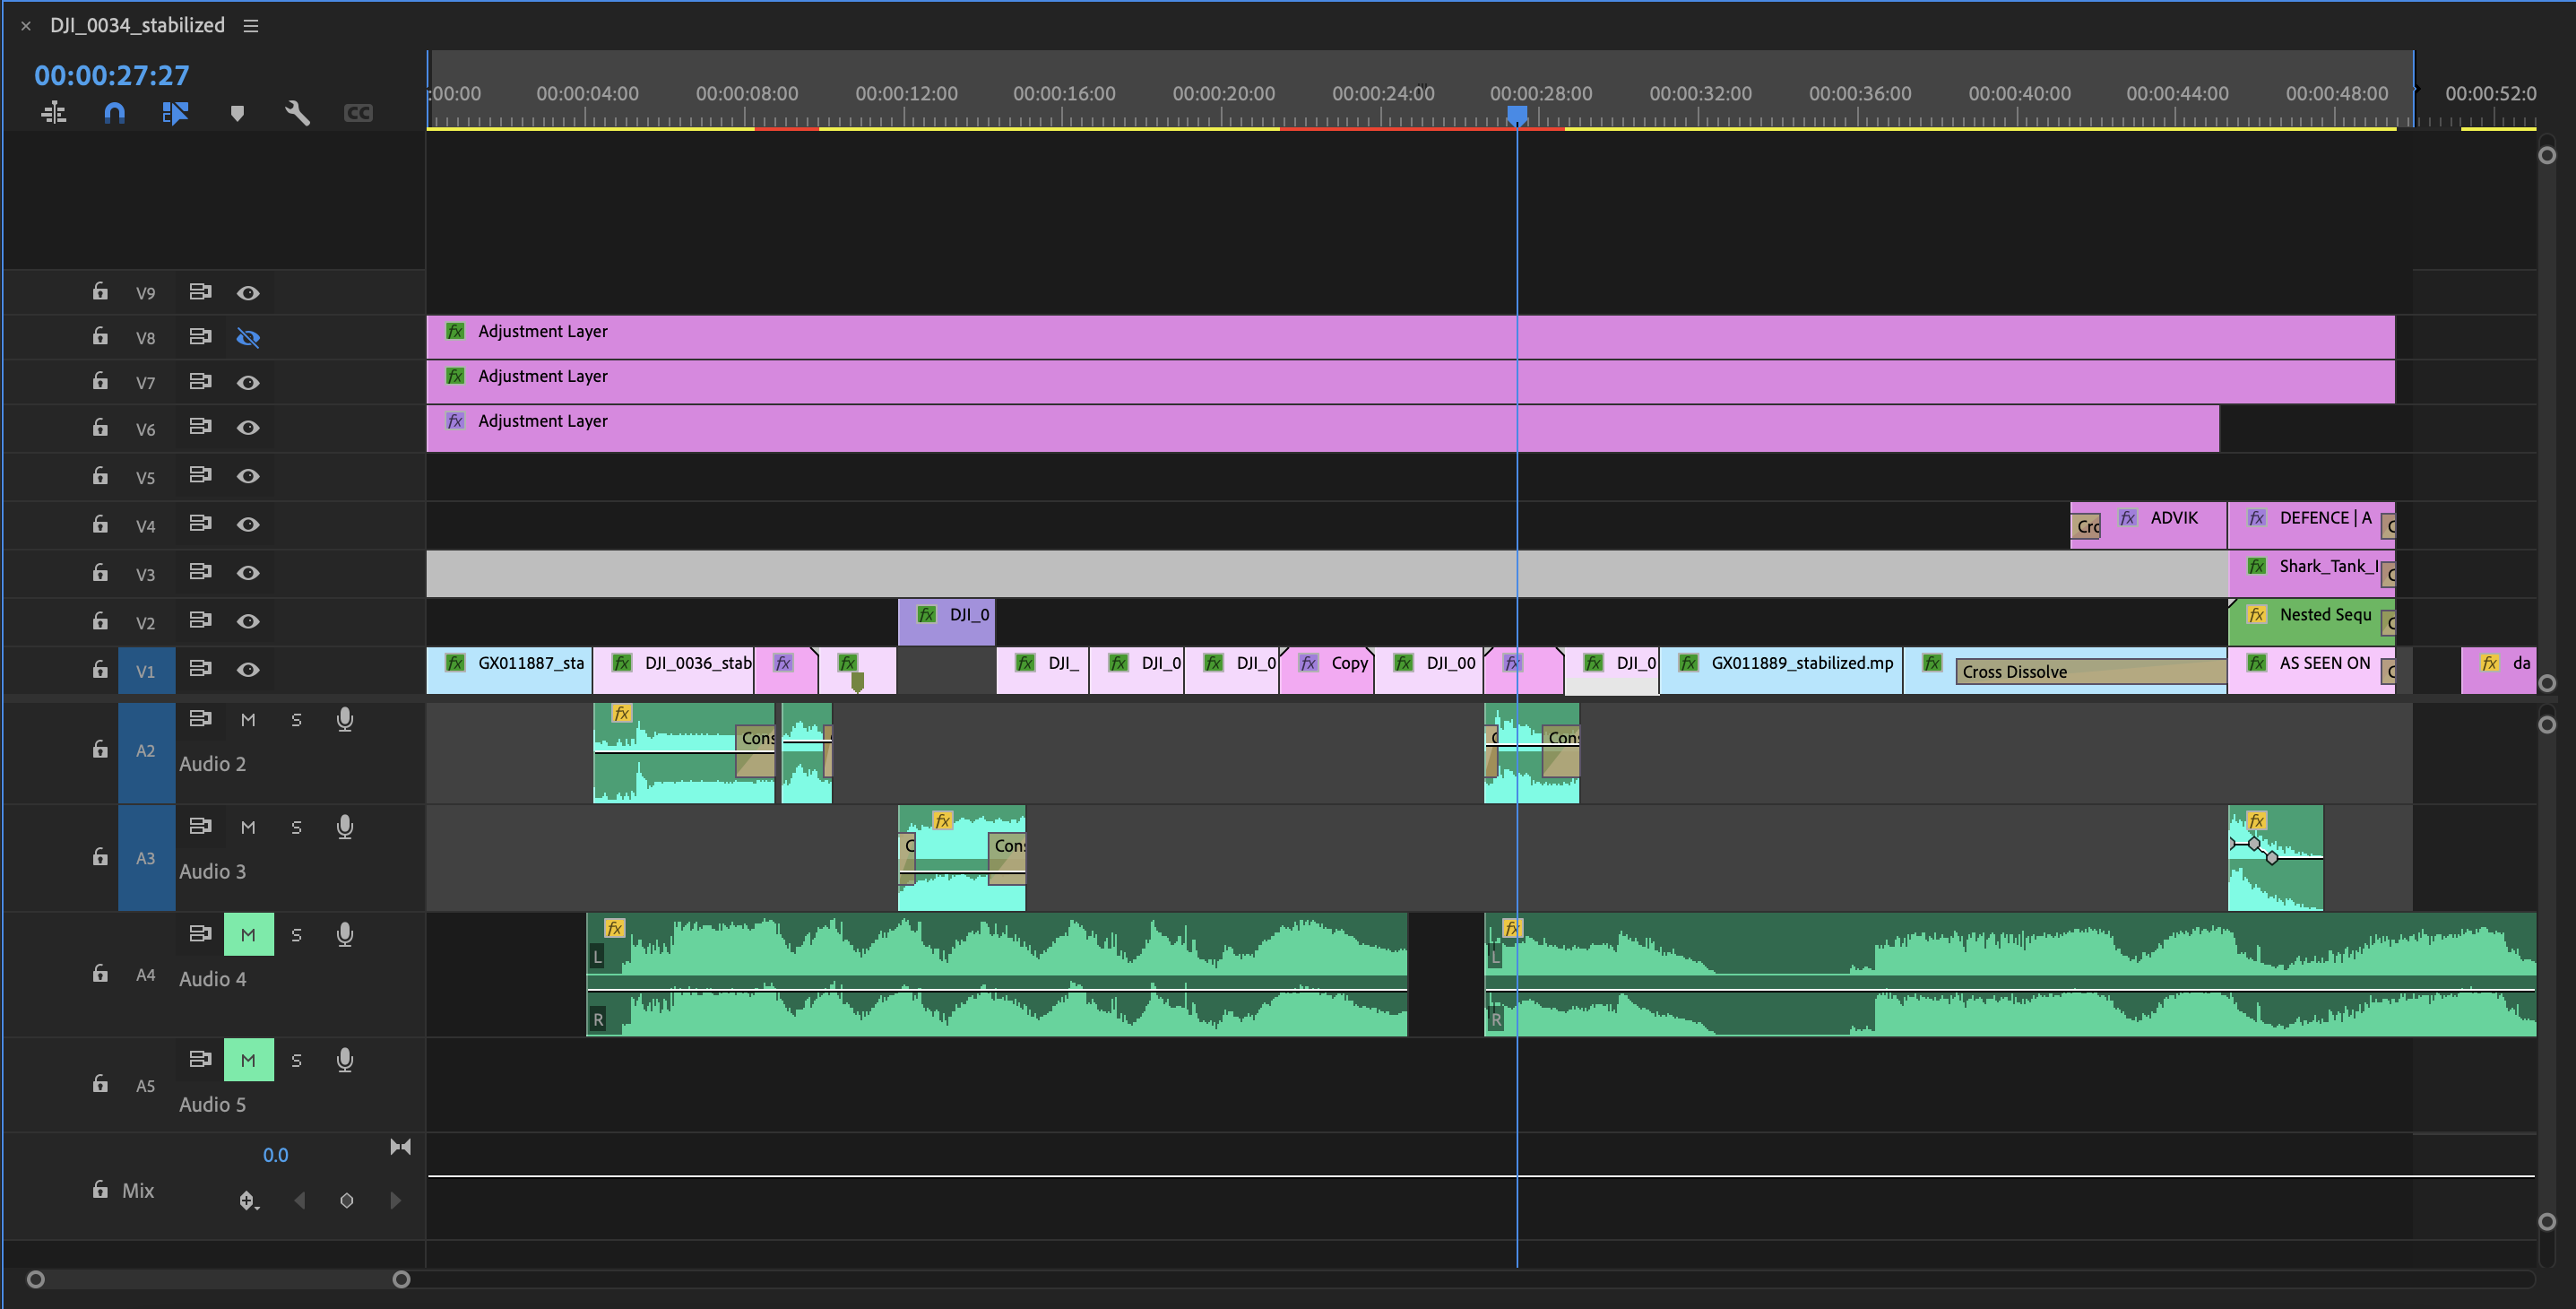 DJI_0034_stabilized
00:00:27:27
:00:00 00:00:04:00 00:00:08:00 00:00:12:00 00:00:16:00 00:00:20:00 00:00:24:00 00:00:28:00 00:00:32:00 00:00:36:00 00:00:40:00 00:00:44:00 00:00:48:00 00:00:52:0
CC
V9
V8 fx Adjustment Layer
V7 fx Adjustment Layer
V6 fx Adjustment Layer
V5
V4 Crc fx ADVIK fx DEFENCE | A C
V3 fx Shark_Tank_I C
V2 fx DJI_0 fx Nested Sequ C
V1 fx GX011887_sta fx DJI_0036_stab fx fx fx DJI_ fx DJI_0 fx DJI_0 fx Copy fx DJI_00 fx fx DJI_0 fx GX011889_stabilized.mp fx Cross Dissolve fx AS SEEN ON C fx da
A2 M S fx Cons C Cons
Audio 2
A3 M S fx C Cons fx
Audio 3
A4 M S fx L R fx L R
Audio 4
A5 M S
Audio 5
0.0
Mix